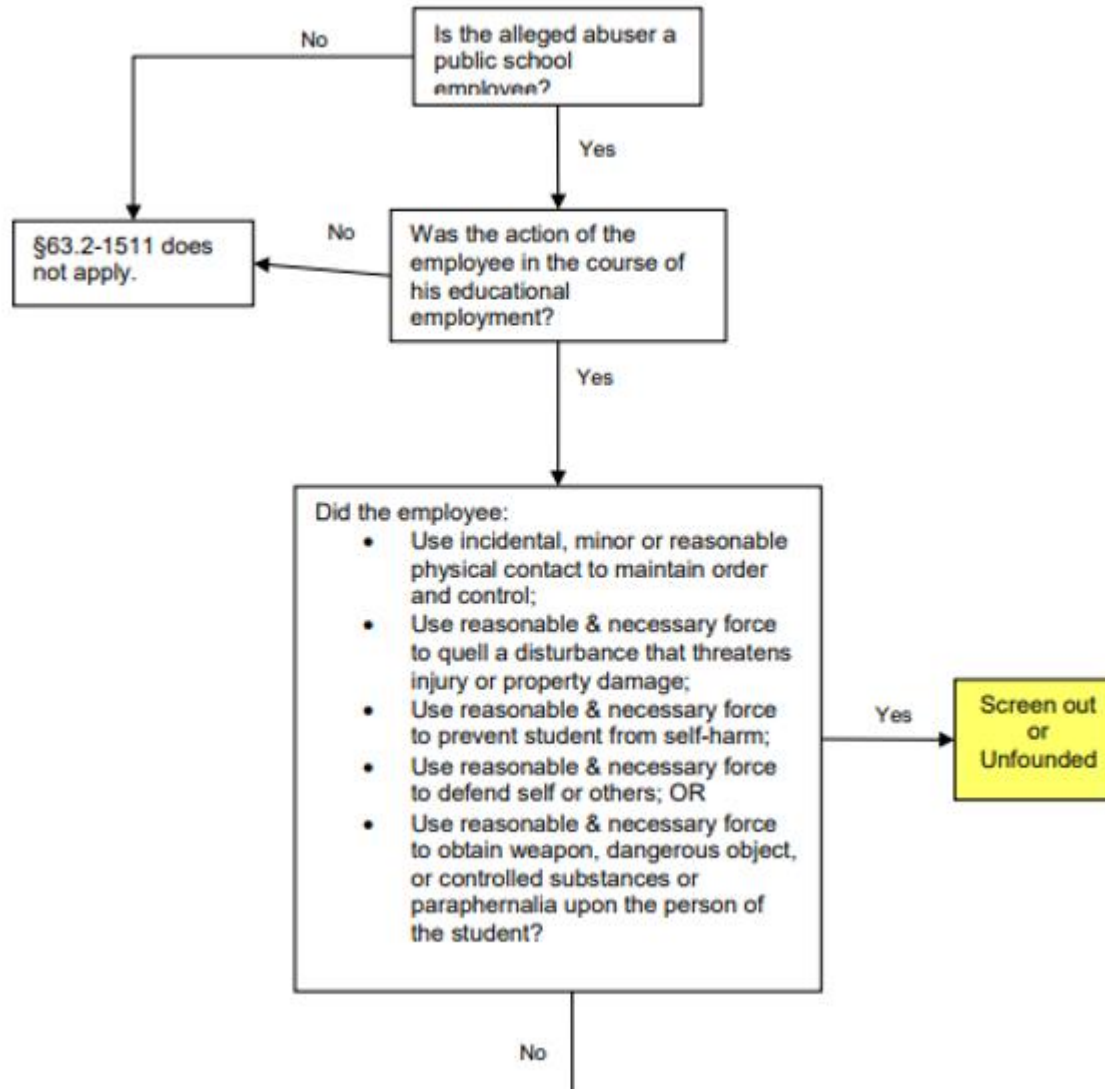 Is the alleged abuser a
public school
employee?
No
Yes
§63.2-1511 does
not apply.
No
Was the action of the
employee in the course of
his educational
employment?
Yes
Did the employee:
• Use incidental, minor or reasonable
physical contact to maintain order
and control;
• Use reasonable & necessary force
to quell a disturbance that threatens
injury or property damage;
• Use reasonable & necessary force
to prevent student from self-harm;
• Use reasonable & necessary force
to defend self or others; OR
• Use reasonable & necessary force
to obtain weapon, dangerous object,
or controlled substances or
paraphernalia upon the person of
the student?
Yes
Screen out
or
Unfounded
No